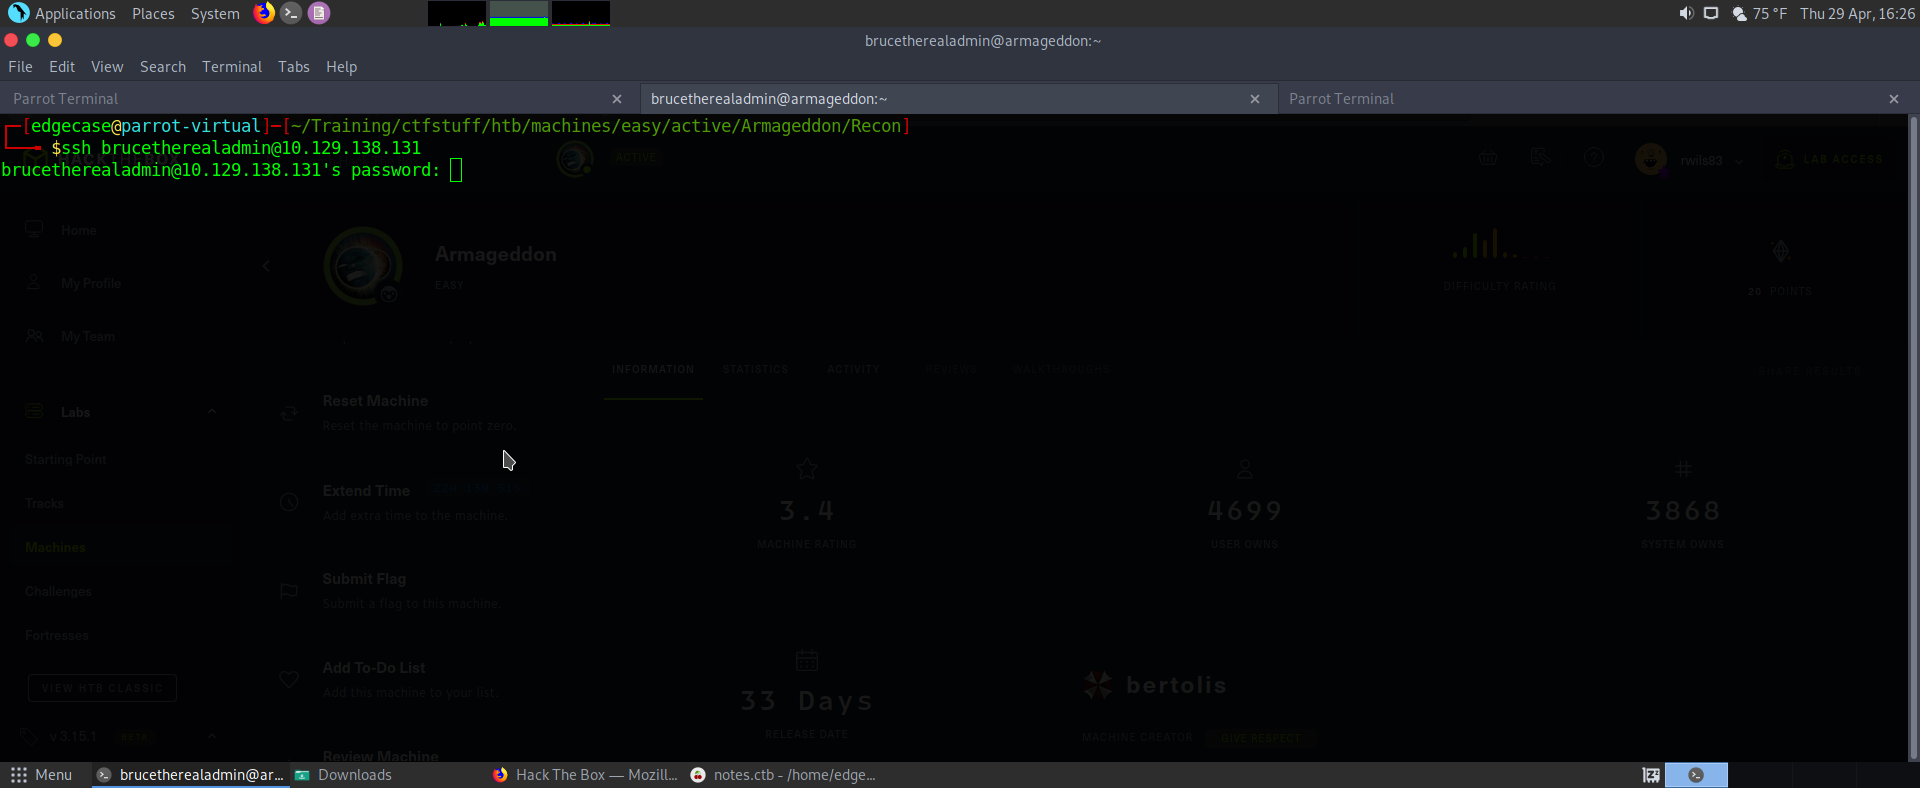 Applications Places System 75 °F Thu 29 Apr, 16:26
brucetherealadmin@armageddon:~
File Edit View Search Terminal Tabs Help
Parrot Terminal × brucetherealadmin@armageddon:~ × Parrot Terminal ×
[edgecase@parrot-virtual]─[~/Training/ctfstuff/htb/machines/easy/active/Armageddon/Recon]
$ssh brucetherealadmin@10.129.138.131
ACTIVE rwils83 LAB ACCESS
brucetherealadmin@10.129.138.131's password:
Home
Armageddon
EASY
My Profile
DIFFICULTY RATING
20 POINTS
My Team
INFORMATION STATISTICS ACTIVITY REVIEWS WALKTHROUGHS
Labs
Reset Machine
Reset the machine to point zero.
Starting Point
Extend Time
Add extra time to the machine.
Tracks
3.4 4699 3868
MACHINE RATING USER OWNS SYSTEM OWNS
Machines
Submit Flag
Submit a flag to this machine.
Challenges
Fortresses
Add To-Do List
Add this machine to your list.
VIEW HTB CLASSIC
33 Days
RELEASE DATE
bertolis
MACHINE CREATOR GIVE RESPECT
v 3.15.1 BETA
Review Machine
Menu brucetherealadmin@ar... Downloads Hack The Box — Mozill... notes.ctb - /home/edge...